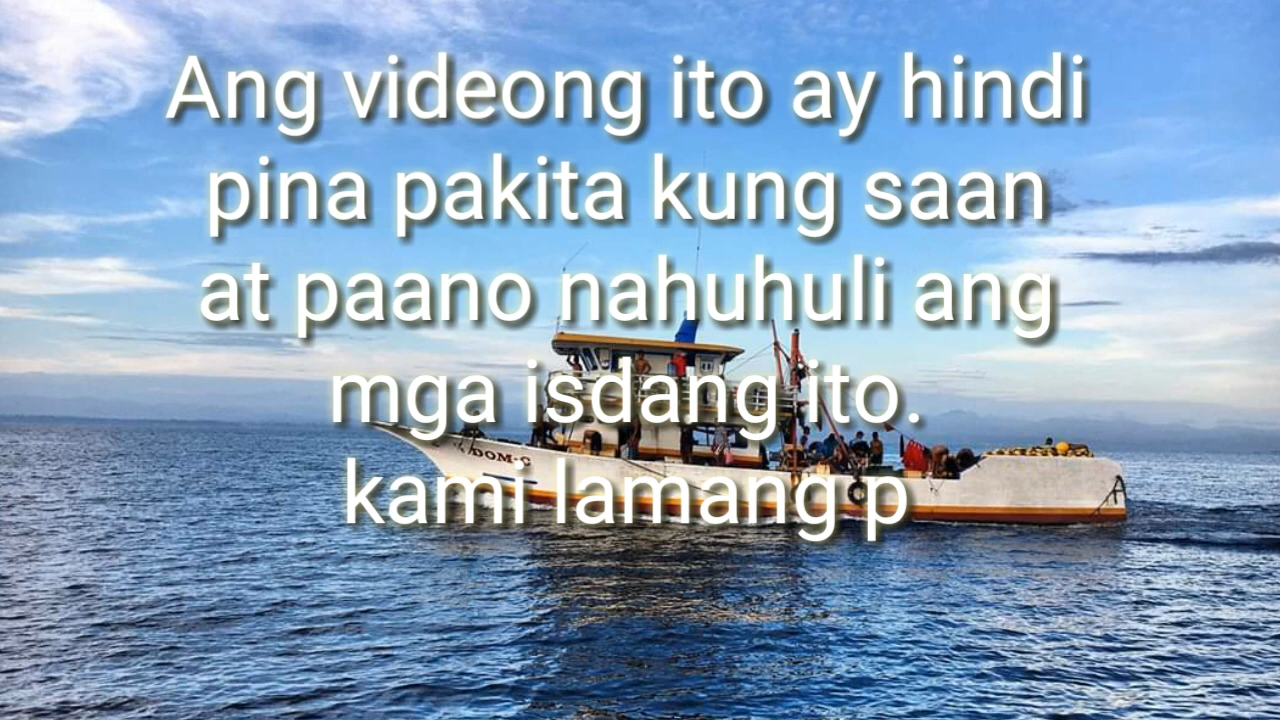 Ang videong ito ay hindi
pina pakita kung saan
at paano nahuhuli ang
mga isdang ito.
kami lamang p
DOM-G